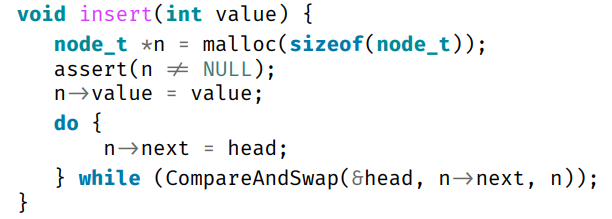 void insert(int value) {
node_t *n = malloc(sizeof(node_t));
assert(n ≠ NULL);
n→value = value;
do {
n→next = head;
} while (CompareAndSwap(&head, n→next, n));
}